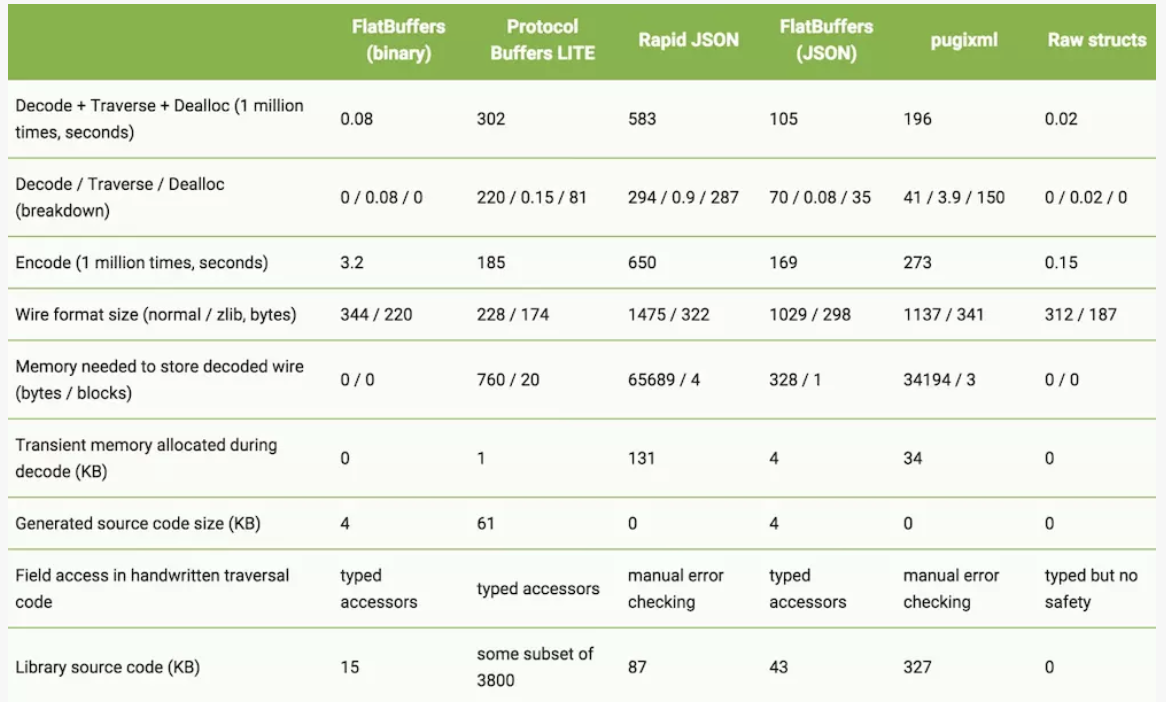 FlatBuffers (binary) Protocol Buffers LITE Rapid JSON FlatBuffers (JSON) pugixml Raw structs
Decode + Traverse + Dealloc (1 million times, seconds) 0.08 302 583 105 196 0.02
Decode / Traverse / Dealloc (breakdown) 0 / 0.08 / 0 220 / 0.15 / 81 294 / 0.9 / 287 70 / 0.08 / 35 41 / 3.9 / 150 0 / 0.02 / 0
Encode (1 million times, seconds) 3.2 185 650 169 273 0.15
Wire format size (normal / zlib, bytes) 344 / 220 228 / 174 1475 / 322 1029 / 298 1137 / 341 312 / 187
Memory needed to store decoded wire (bytes / blocks) 0 / 0 760 / 20 65689 / 4 328 / 1 34194 / 3 0 / 0
Transient memory allocated during decode (KB) 0 1 131 4 34 0
Generated source code size (KB) 4 61 0 4 0 0
Field access in handwritten traversal code typed accessors typed accessors manual error checking typed accessors manual error checking typed but no safety
Library source code (KB) 15 some subset of 3800 87 43 327 0